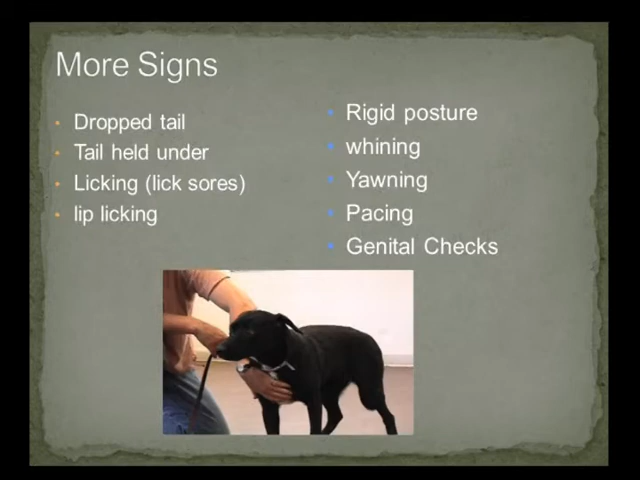 More Signs
Dropped tail
Tail held under
Licking (lick sores)
lip licking
Rigid posture
whining
Yawning
Pacing
Genital Checks